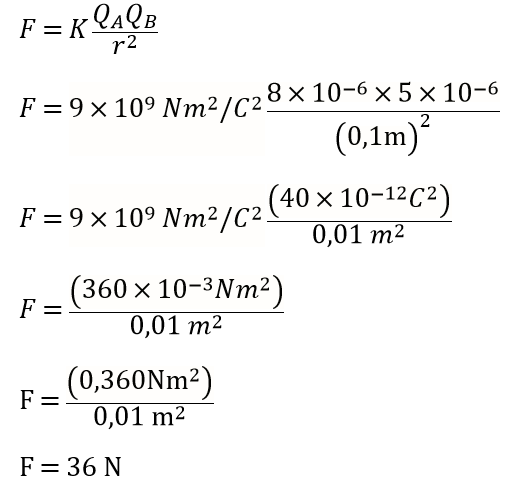 F = K Q_A Q_B / r²
F = 9 × 10⁹ Nm²/C² 8 × 10⁻⁶ × 5 × 10⁻⁶ / (0,1m)²
F = 9 × 10⁹ Nm²/C² (40 × 10⁻¹²C²) / 0,01 m²
F = (360 × 10⁻³Nm²) / 0,01 m²
F = (0,360Nm²) / 0,01 m²
F = 36 N